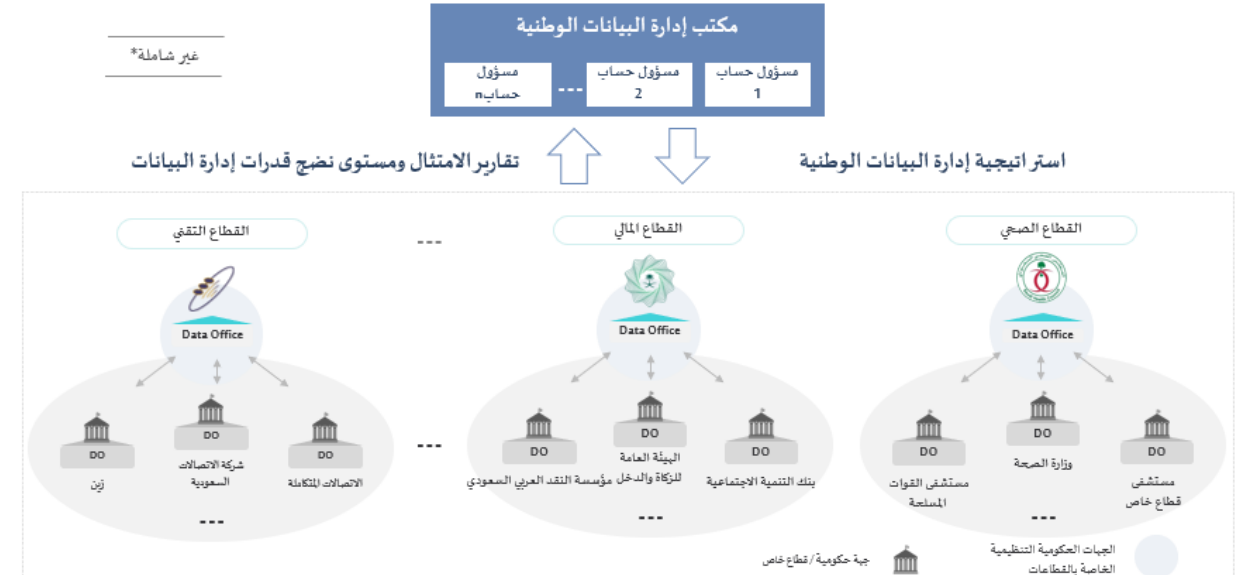 مكتب إدارة البيانات الوطنية
غير شاملة*
مسؤول حساب
1
مسؤول حساب
2
---
مسؤول
حسابn
استراتيجية إدارة البيانات الوطنية
تقارير الامتثال ومستوى نضج قدرات إدارة البيانات
القطاع الصحي
القطاع المالي
---
القطاع التقني
Data Office
Data Office
Data Office
DO
مستشفى
قطاع خاص
DO
وزارة الصحة
DO
مستشفى القوات
المسلحة
---
DO
بنك التنمية الاجتماعية
DO
الهيئة العامة
للزكاة والدخل
DO
مؤسسة النقد العربي السعودي
---
---
DO
الاتصالات المتكاملة
DO
شركة الاتصالات
السعودية
DO
زين
---
الجهات الحكومية التنظيمية
الخاصة بالقطاعات
جهة حكومية/ قطاع خاص